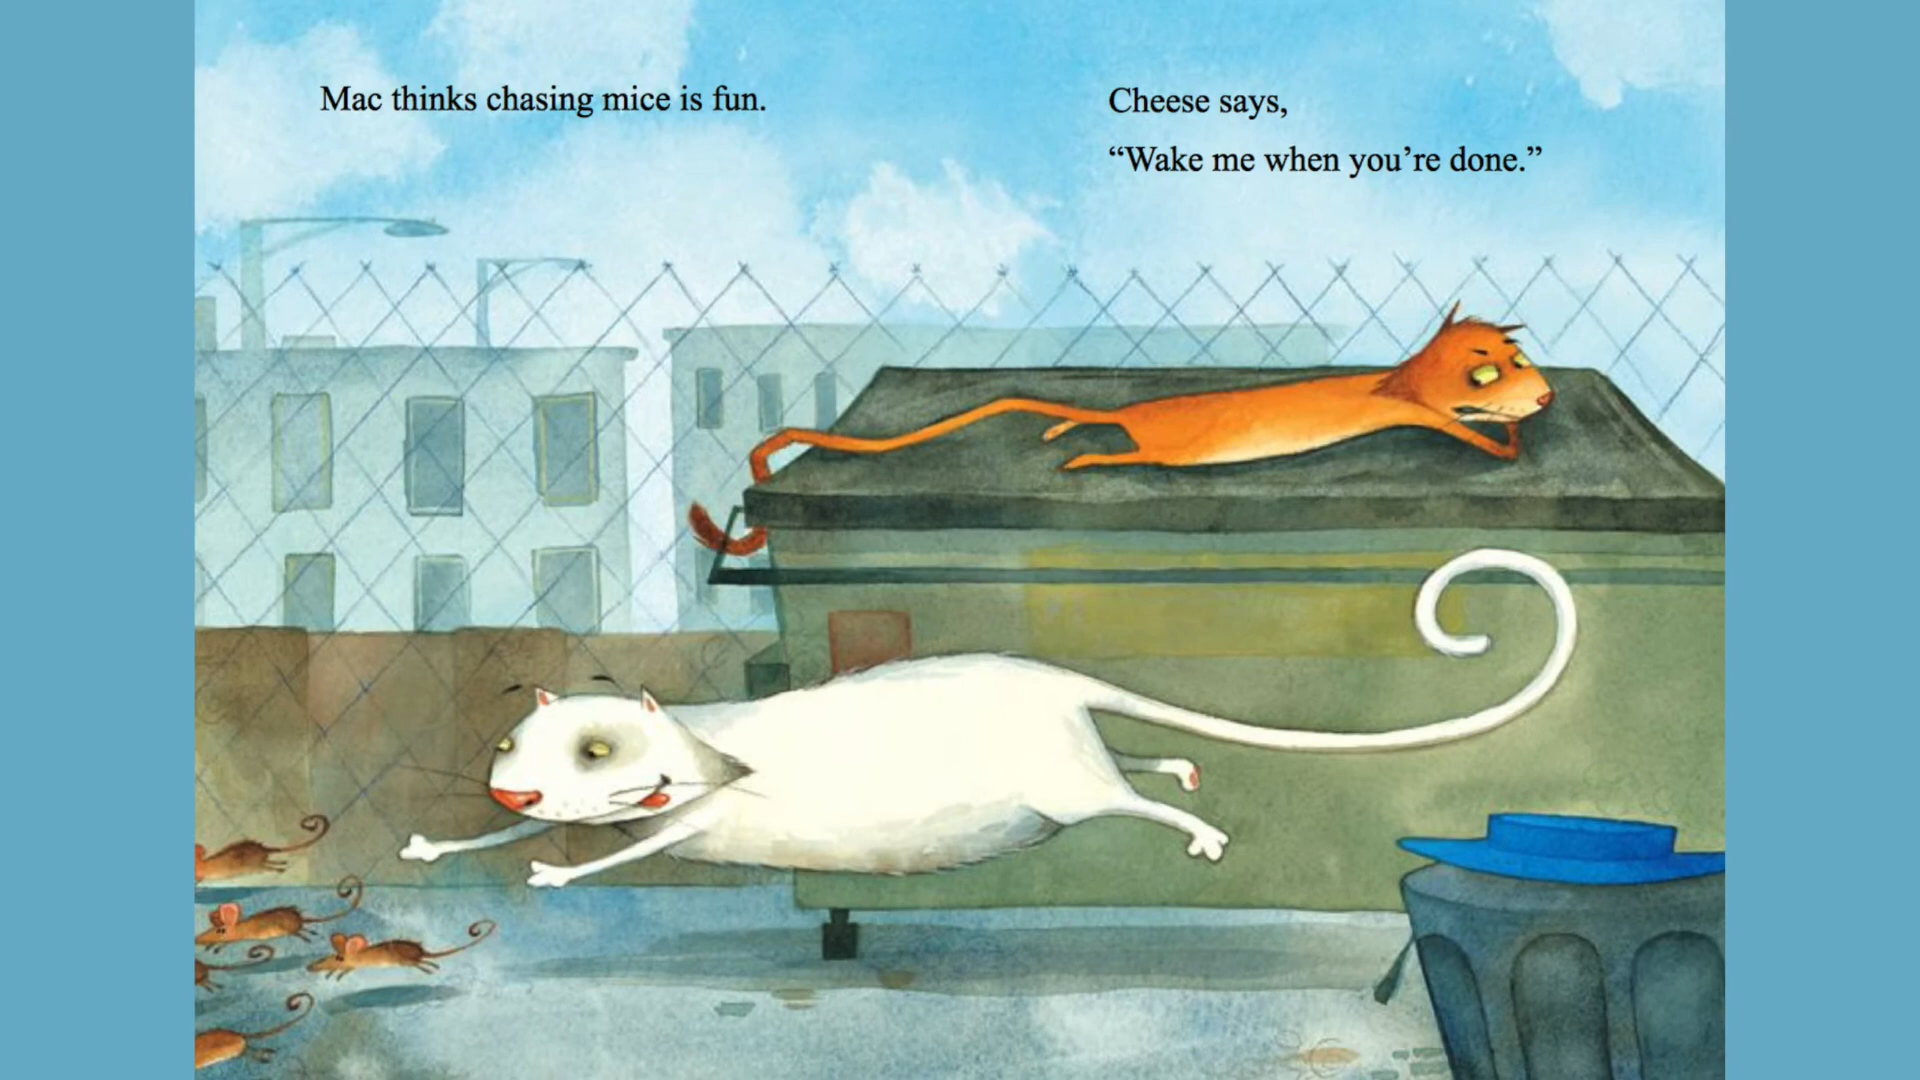 Mac thinks chasing mice is fun.
Cheese says,
“Wake me when you’re done.”